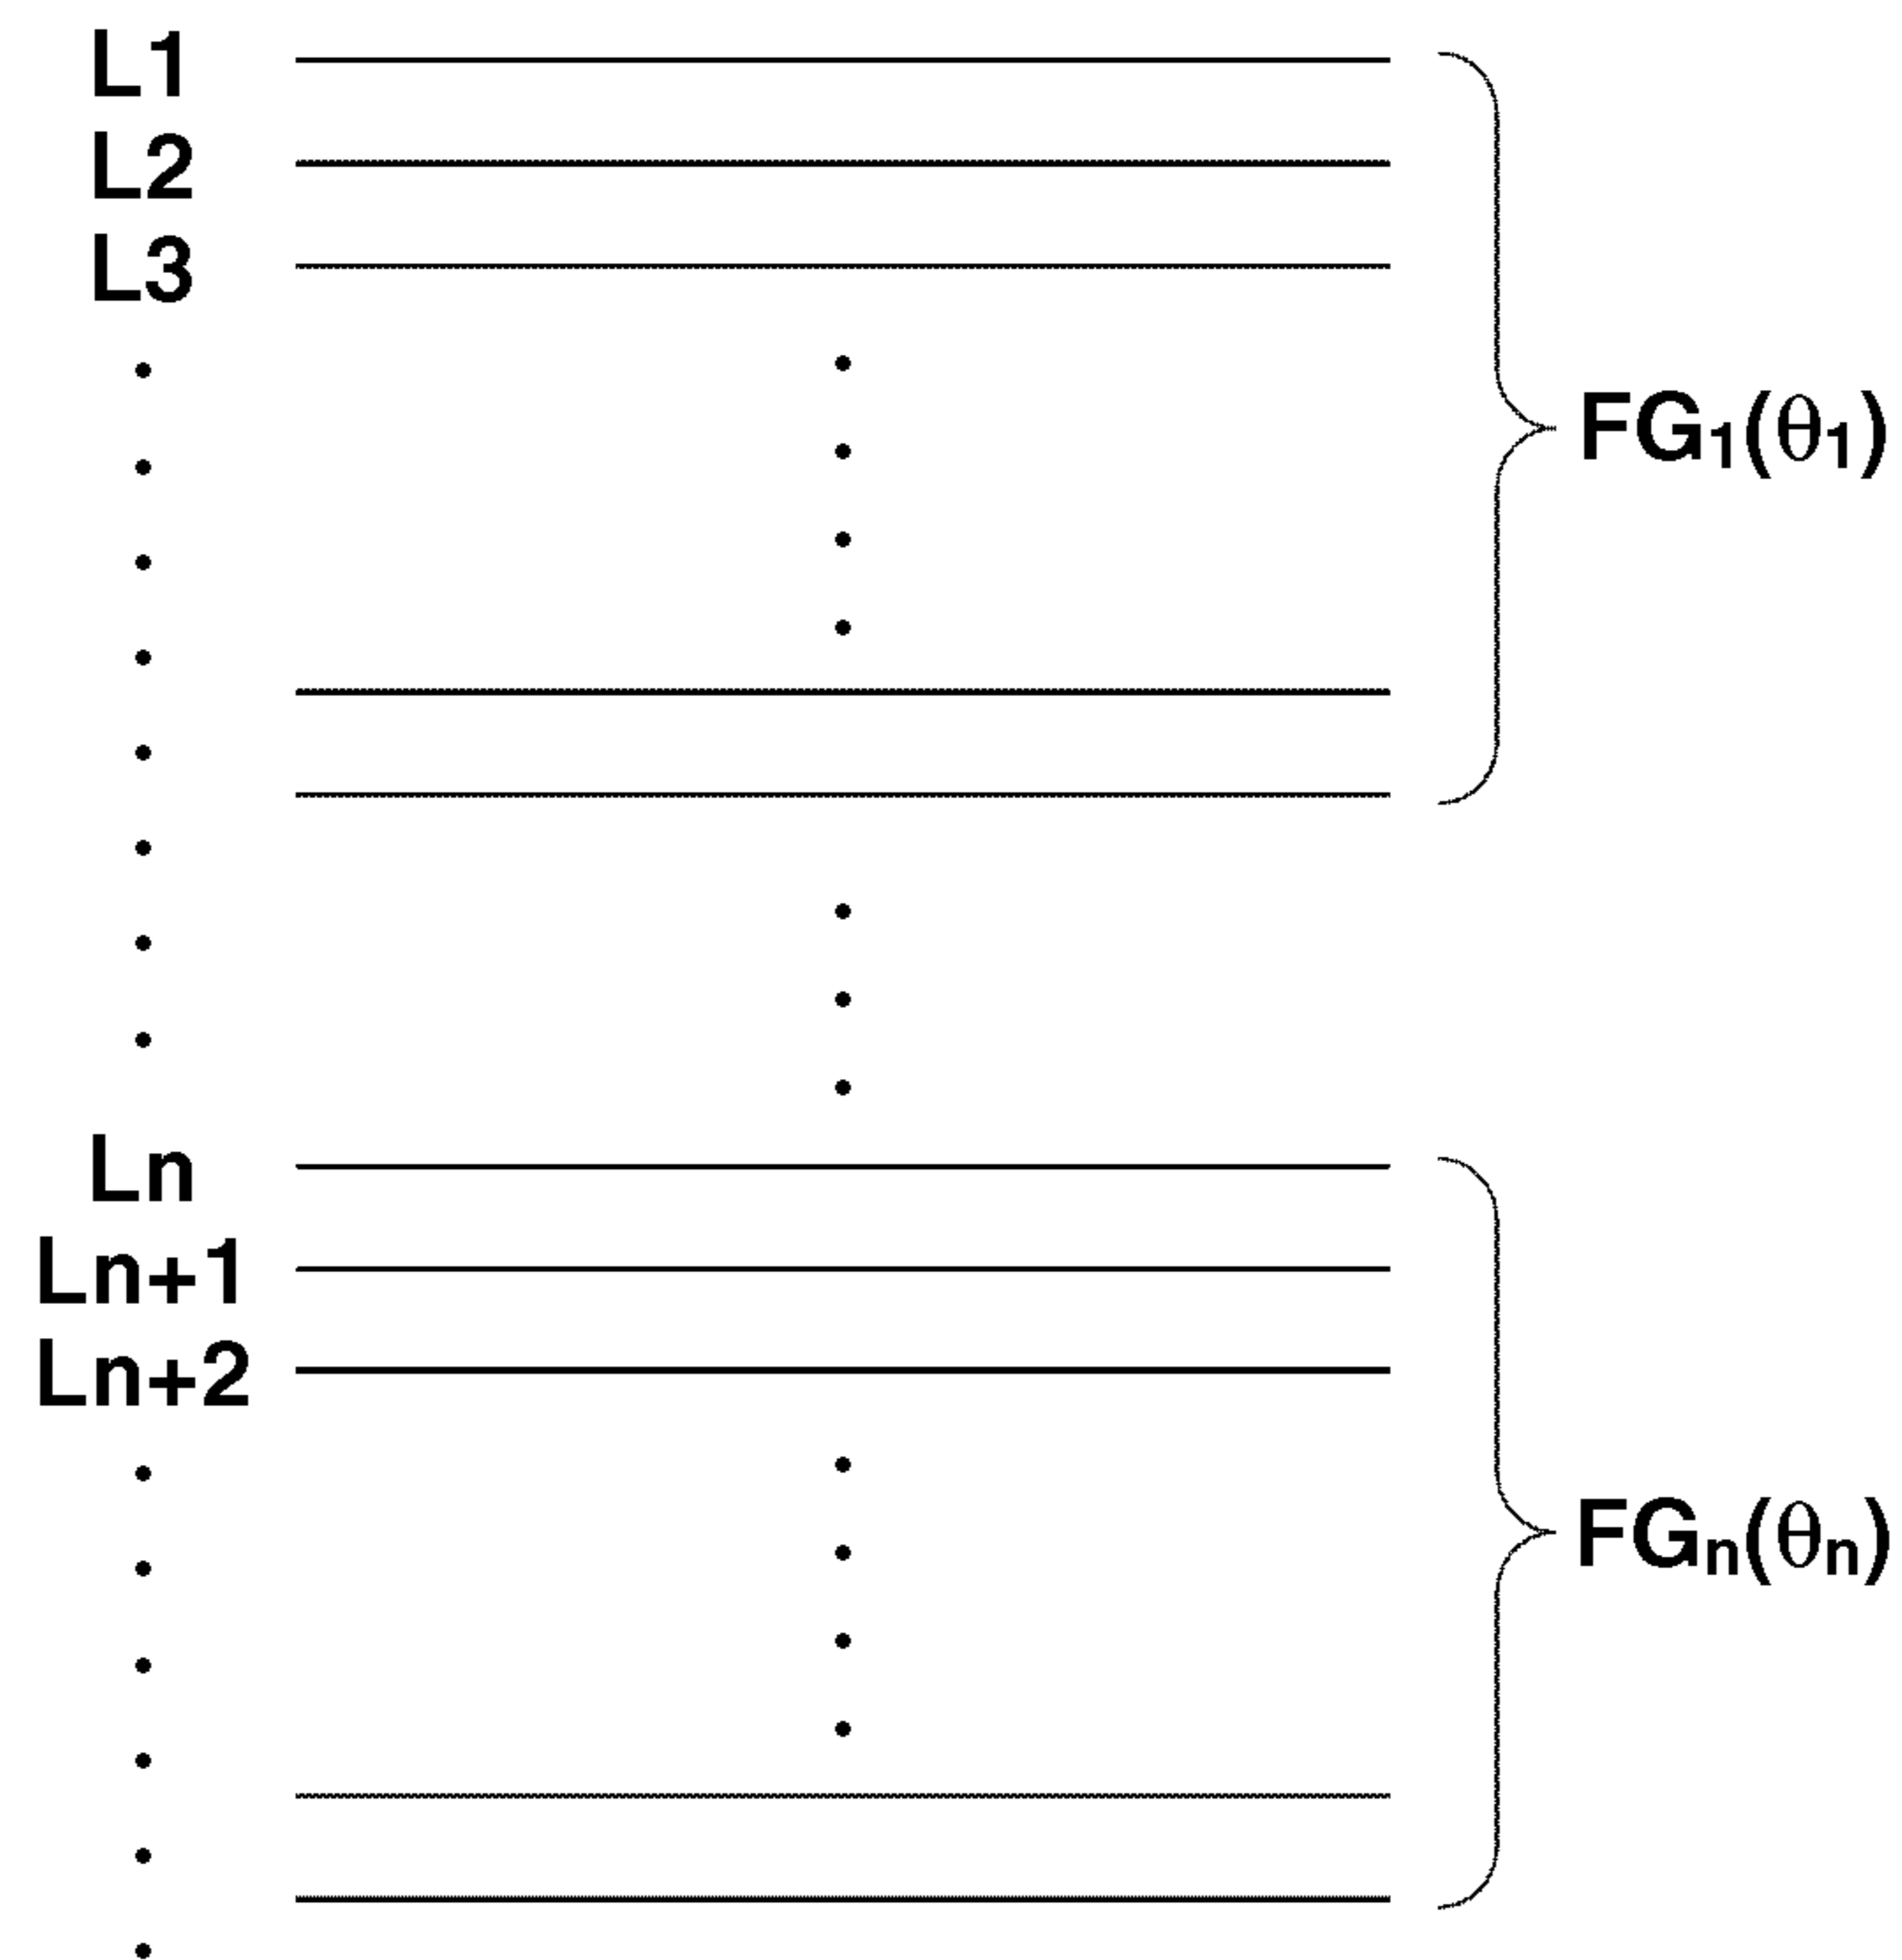 L1
L2
L3
FG₁(θ₁)
Ln
Ln+1
Ln+2
FGₙ(θₙ)